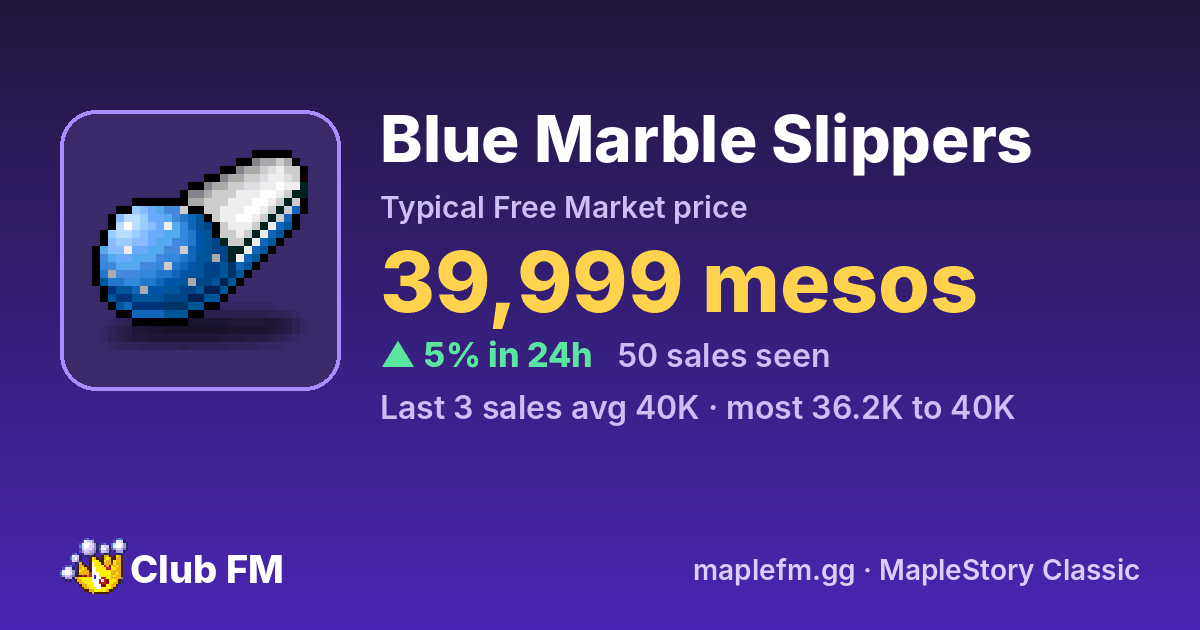 Blue Marble Slippers
Typical Free Market price
39,999 mesos
▲ 5% in 24h 50 sales seen
Last 3 sales avg 40K · most 36.2K to 40K
Club FM
maplefm.gg · MapleStory Classic